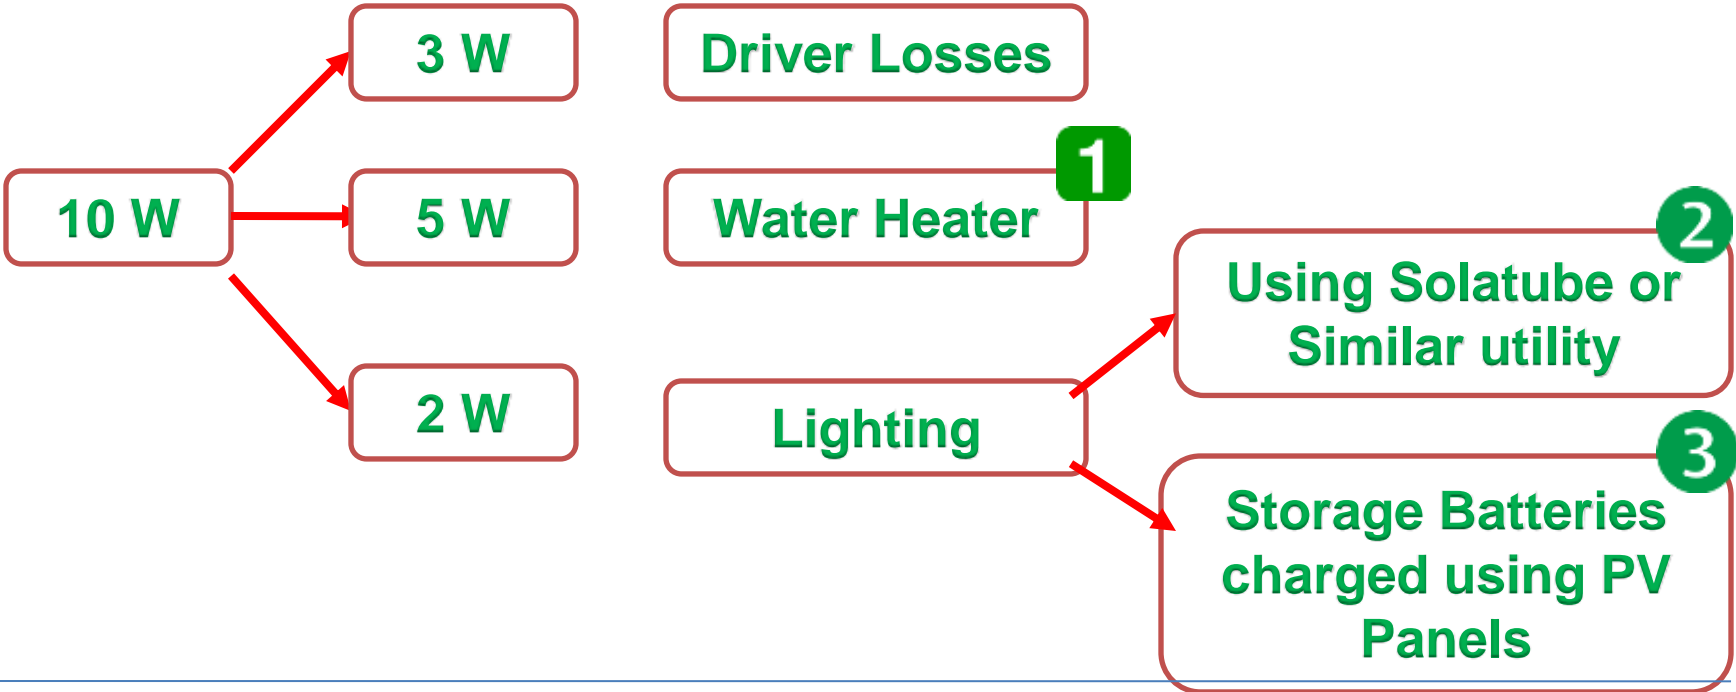 3 W
Driver Losses
1
10 W
5 W
Water Heater
2
Using Solatube or
Similar utility
2 W
Lighting
3
Storage Batteries
charged using PV
Panels